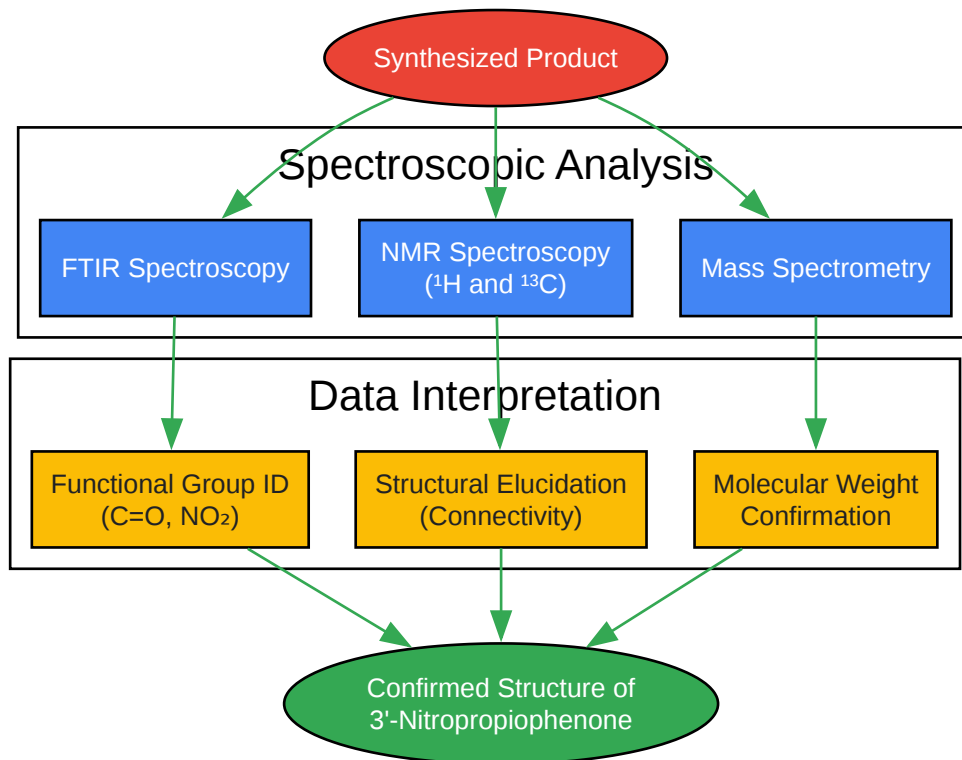 Synthesized Product
Spectroscopic Analysis
FTIR Spectroscopy
NMR Spectroscopy
(¹H and ¹³C)
Mass Spectrometry
Data Interpretation
Functional Group ID
(C=O, NO₂)
Structural Elucidation
(Connectivity)
Molecular Weight
Confirmation
Confirmed Structure of
3'-Nitropropiophenone